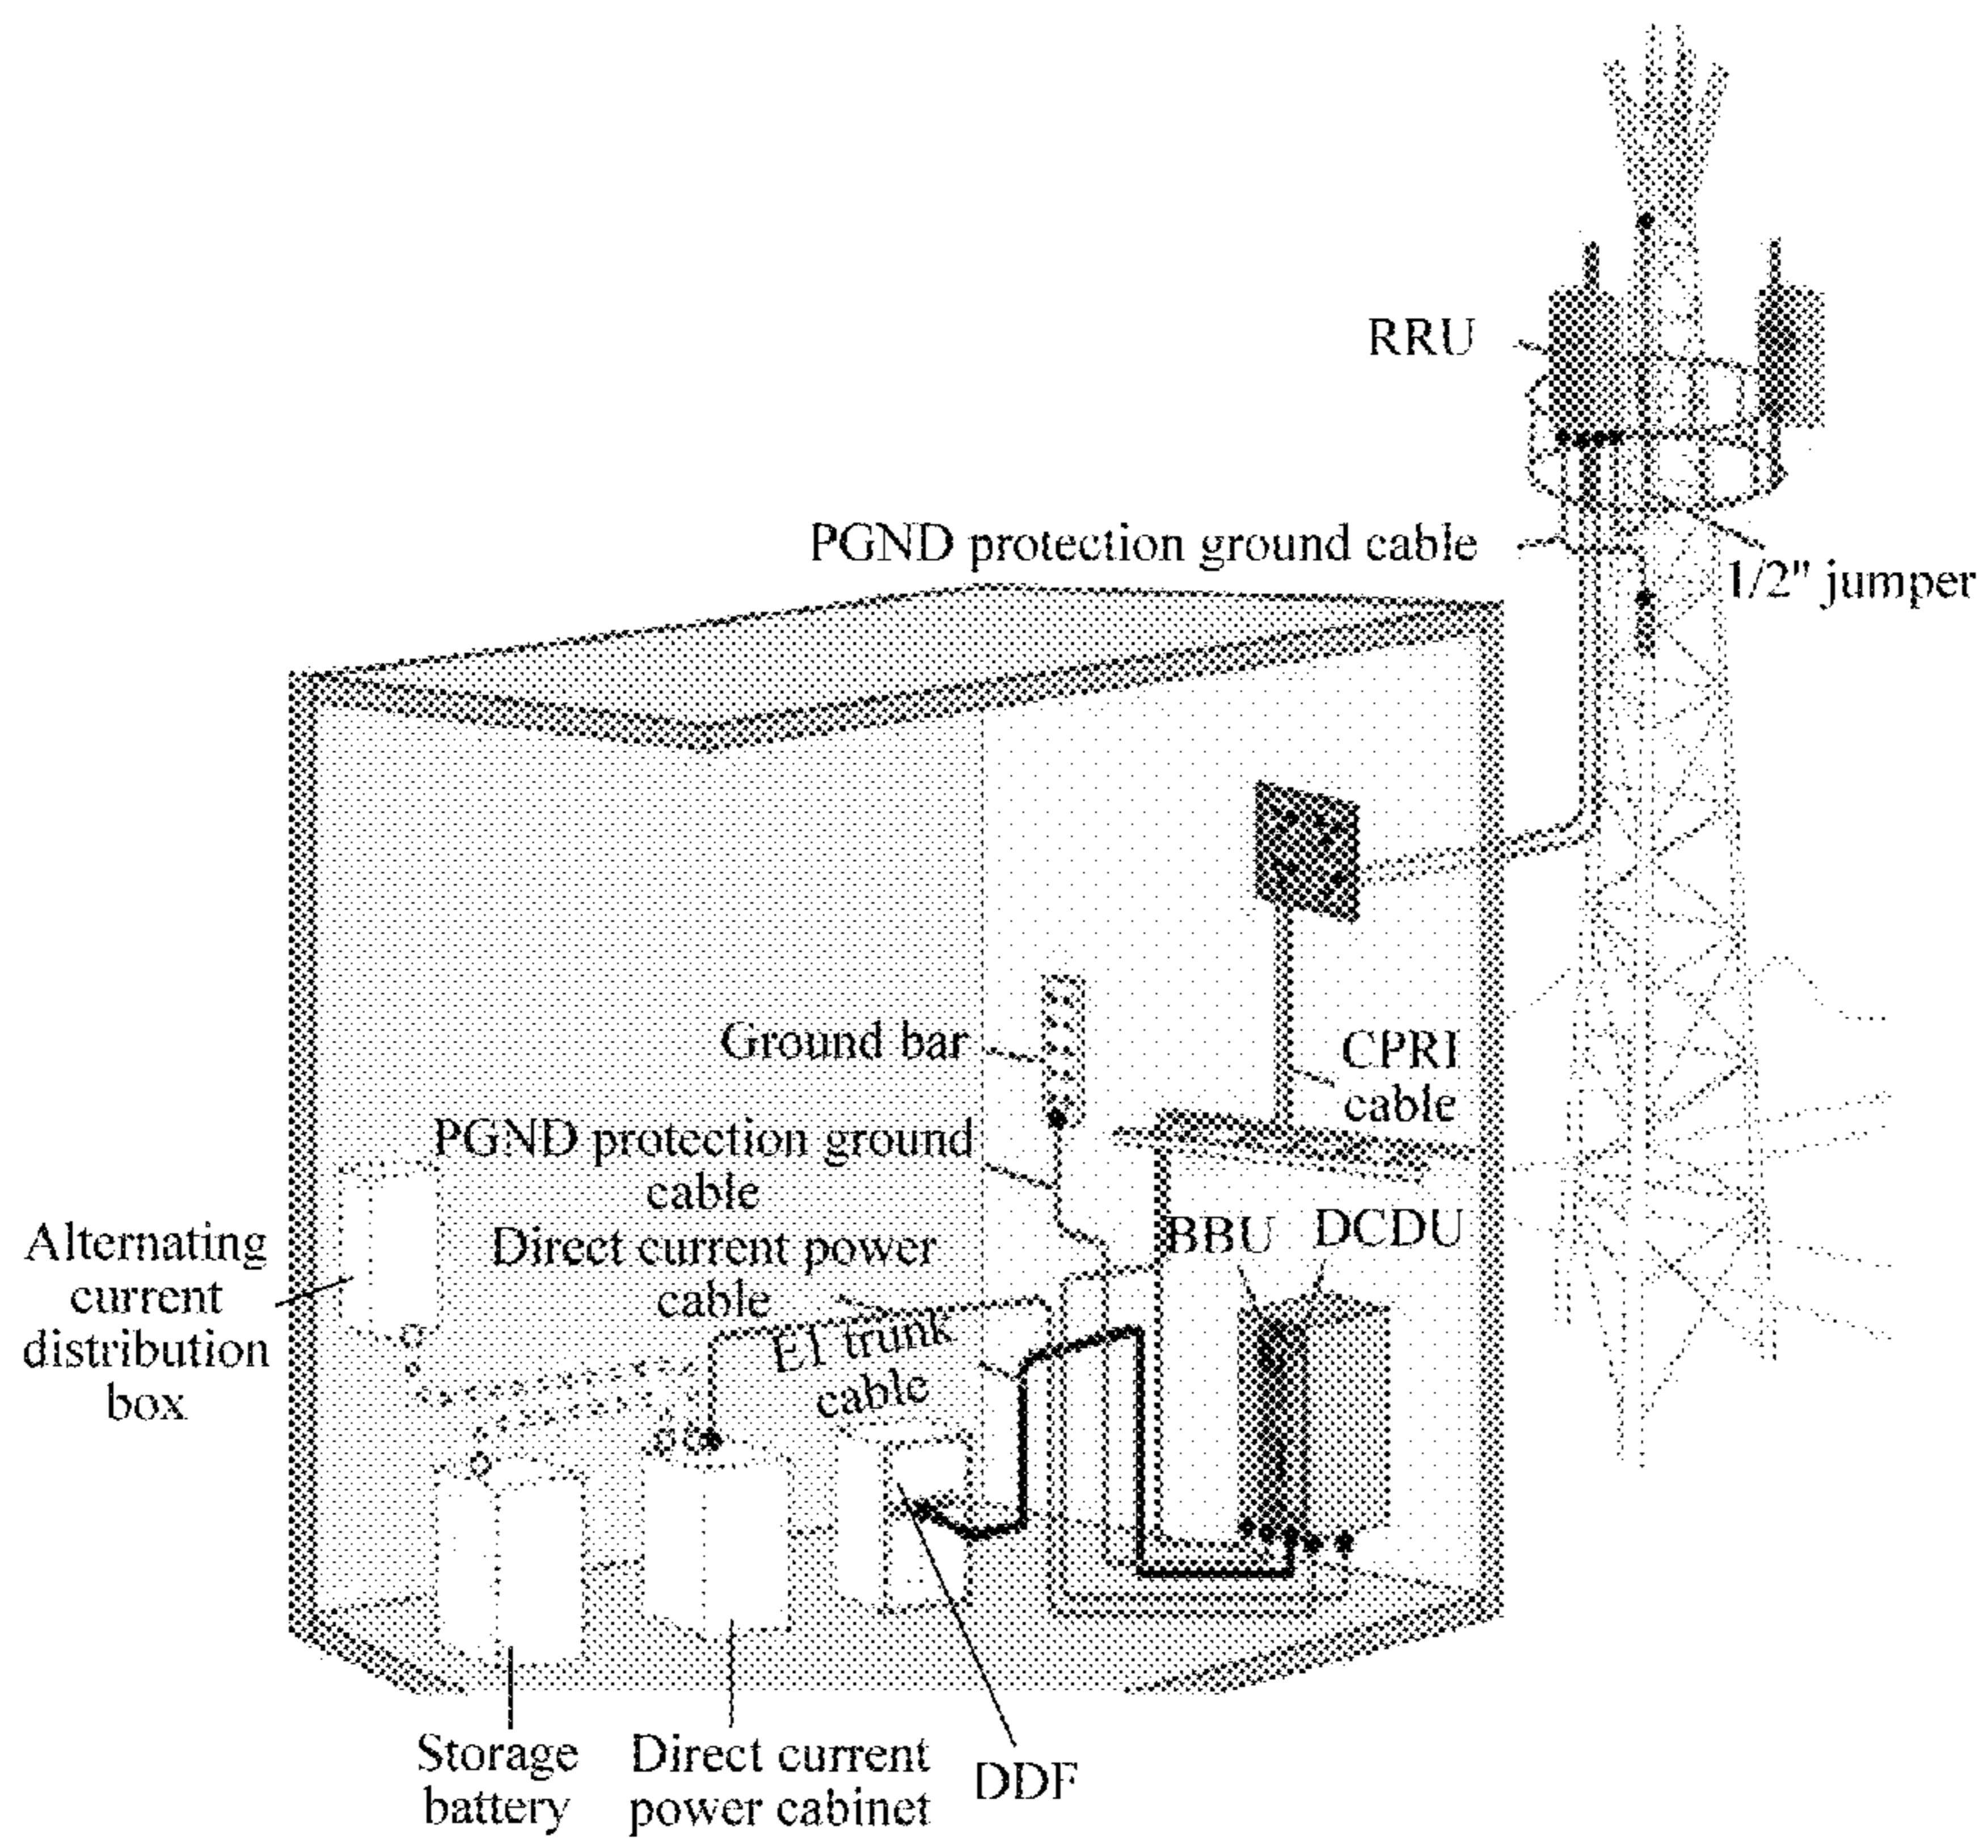 RRU
PGND protection ground cable
1/2" jumper
Ground bar
CPRI
cable
PGND protection ground
cable
BBU
DCDU
Direct current power
cable
Alternating
current
distribution
box
E1 trunk
cable
Storage
battery
Direct current
power cabinet
DDF